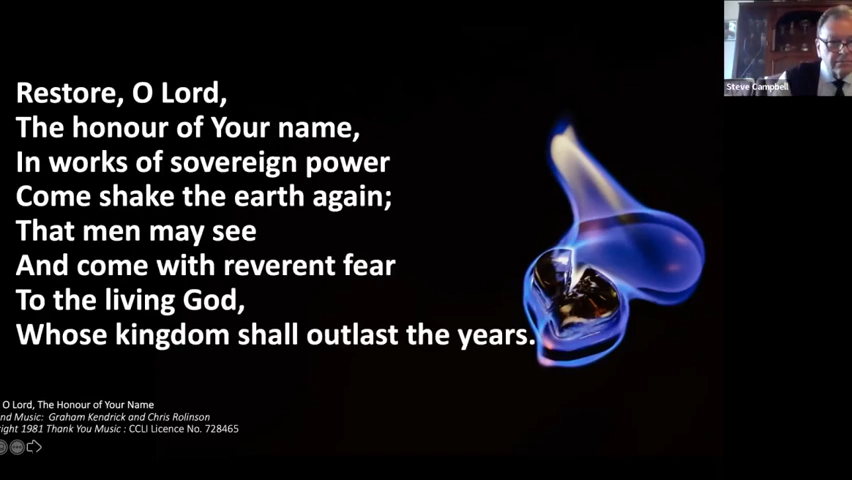 Restore, O Lord,
The honour of Your name,
In works of sovereign power
Come shake the earth again;
That men may see
And come with reverent fear
To the living God,
Whose kingdom shall outlast the years.
Steve Campbell
O Lord, The Honour of Your Name
nd Music: Graham Kendrick and Chris Rolinson
right 1981 Thank You Music : CCLI Licence No. 728465